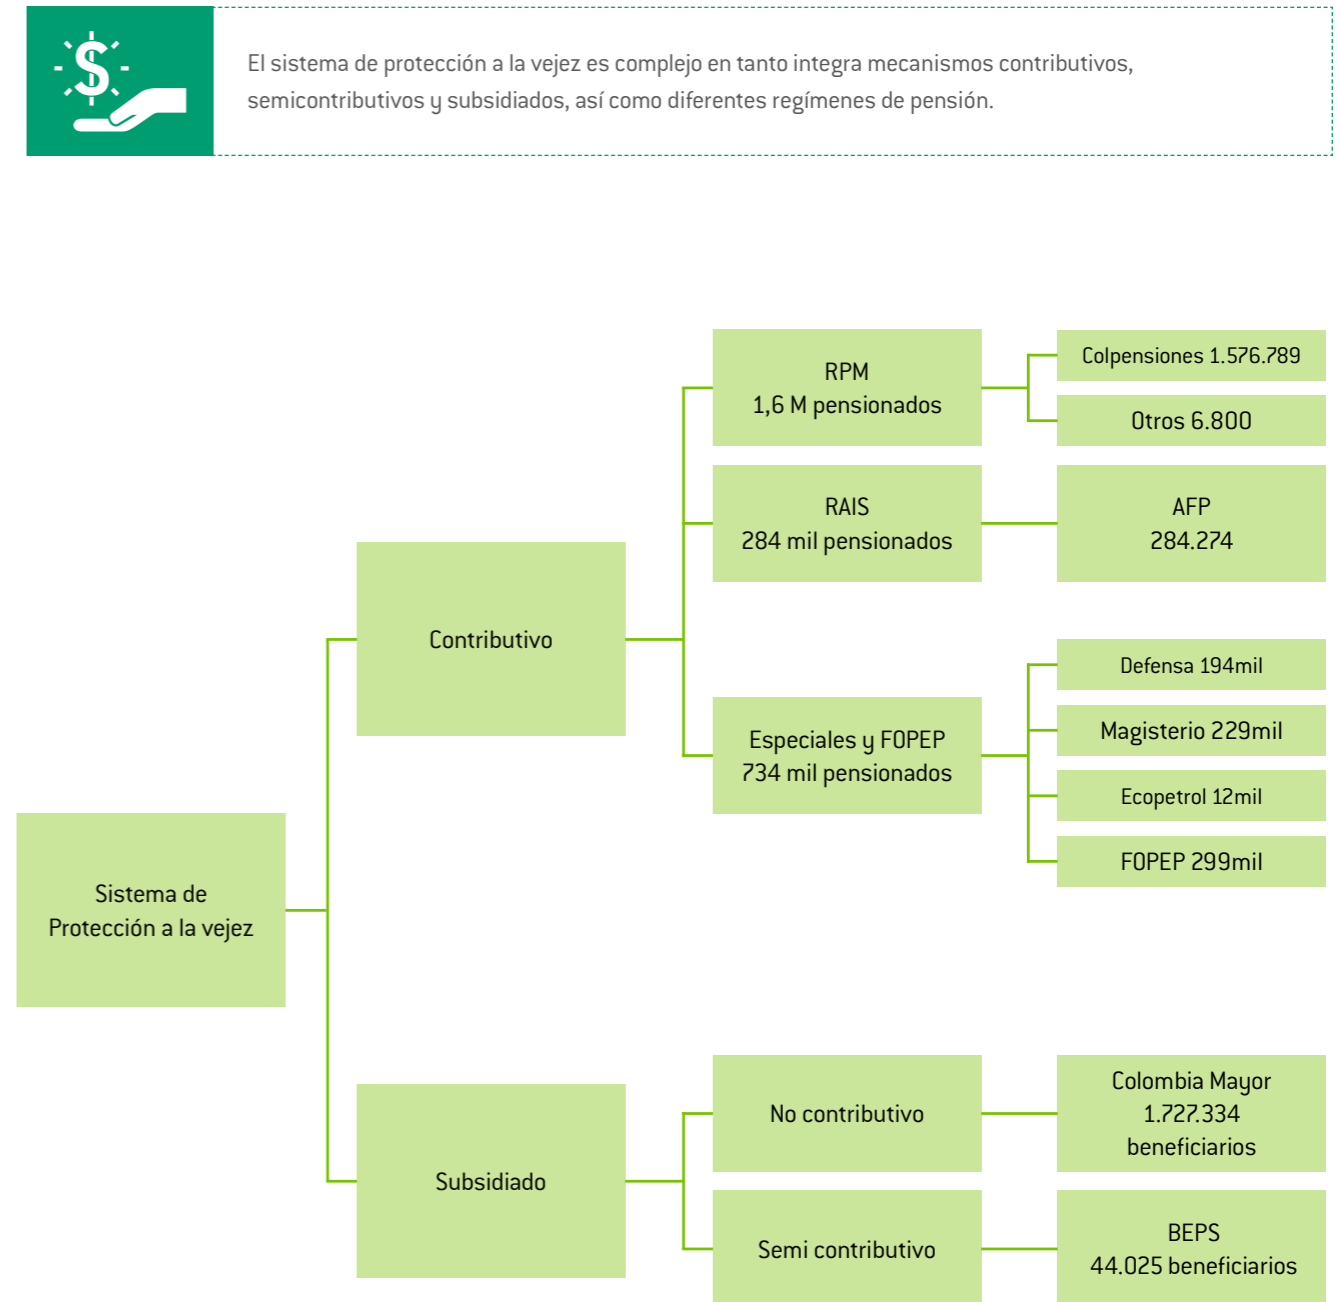 $
El sistema de protección a la vejez es complejo en tanto integra mecanismos contributivos,
semicontributivos y subsidiados, así como diferentes regímenes de pensión.
Sistema de
Protección a la vejez
Contributivo
RPM
1,6 M pensionados
Colpensiones 1.576.789
Otros 6.800
RAIS
284 mil pensionados
AFP
284.274
Especiales y FOPEP
734 mil pensionados
Defensa 194mil
Magisterio 229mil
Ecopetrol 12mil
FOPEP 299mil
Subsidiado
No contributivo
Colombia Mayor
1.727.334
beneficiarios
Semi contributivo
BEPS
44.025 beneficiarios